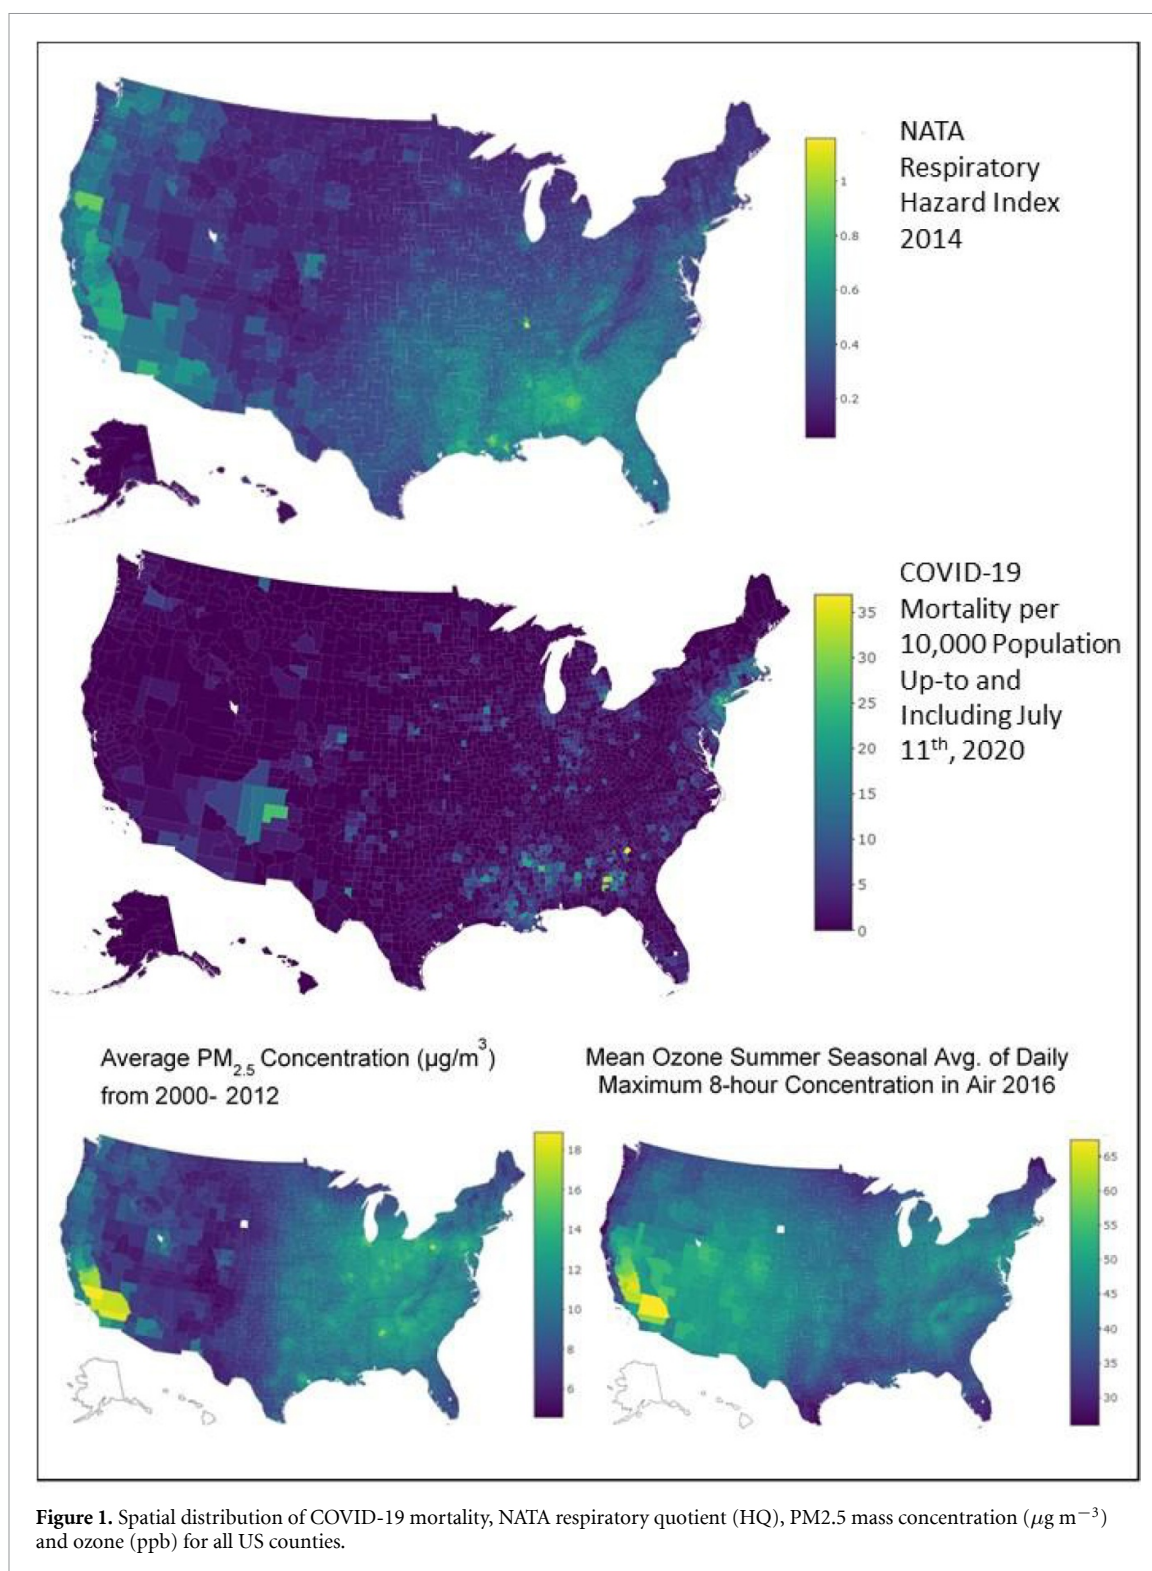 NATA
Respiratory
Hazard Index
2014
1
0.8
0.6
0.4
0.2
COVID-19
Mortality per
10,000 Population
Up-to and
Including July
11th, 2020
35
30
25
20
15
10
5
0
Average PM2.5 Concentration (µg/m3)
from 2000- 2012
18
16
14
12
10
8
6
Mean Ozone Summer Seasonal Avg. of Daily
Maximum 8-hour Concentration in Air 2016
65
60
55
50
45
40
35
30
Figure 1. Spatial distribution of COVID-19 mortality, NATA respiratory quotient (HQ), PM2.5 mass concentration (µg m−3)
and ozone (ppb) for all US counties.